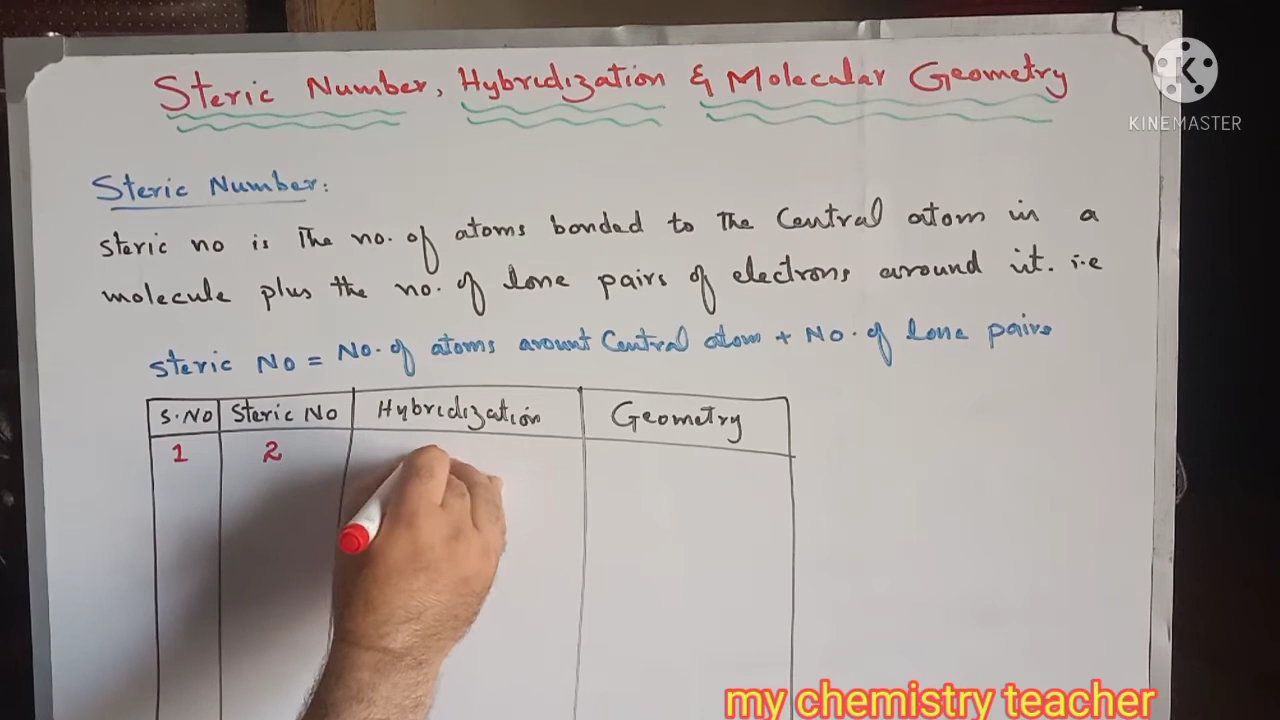 Steric Number, Hybridization & Molecular Geometry
KINEMASTER
Steric Number:
Steric no is The no. of atoms bonded to the Central atom in a
molecule plus the no. of lone pairs of electrons around it. i.e
Steric No = No. of atoms arount Central atom + No. of lone pairs
S.No Steric No Hybridization Geometry
1 2
my chemistry teacher